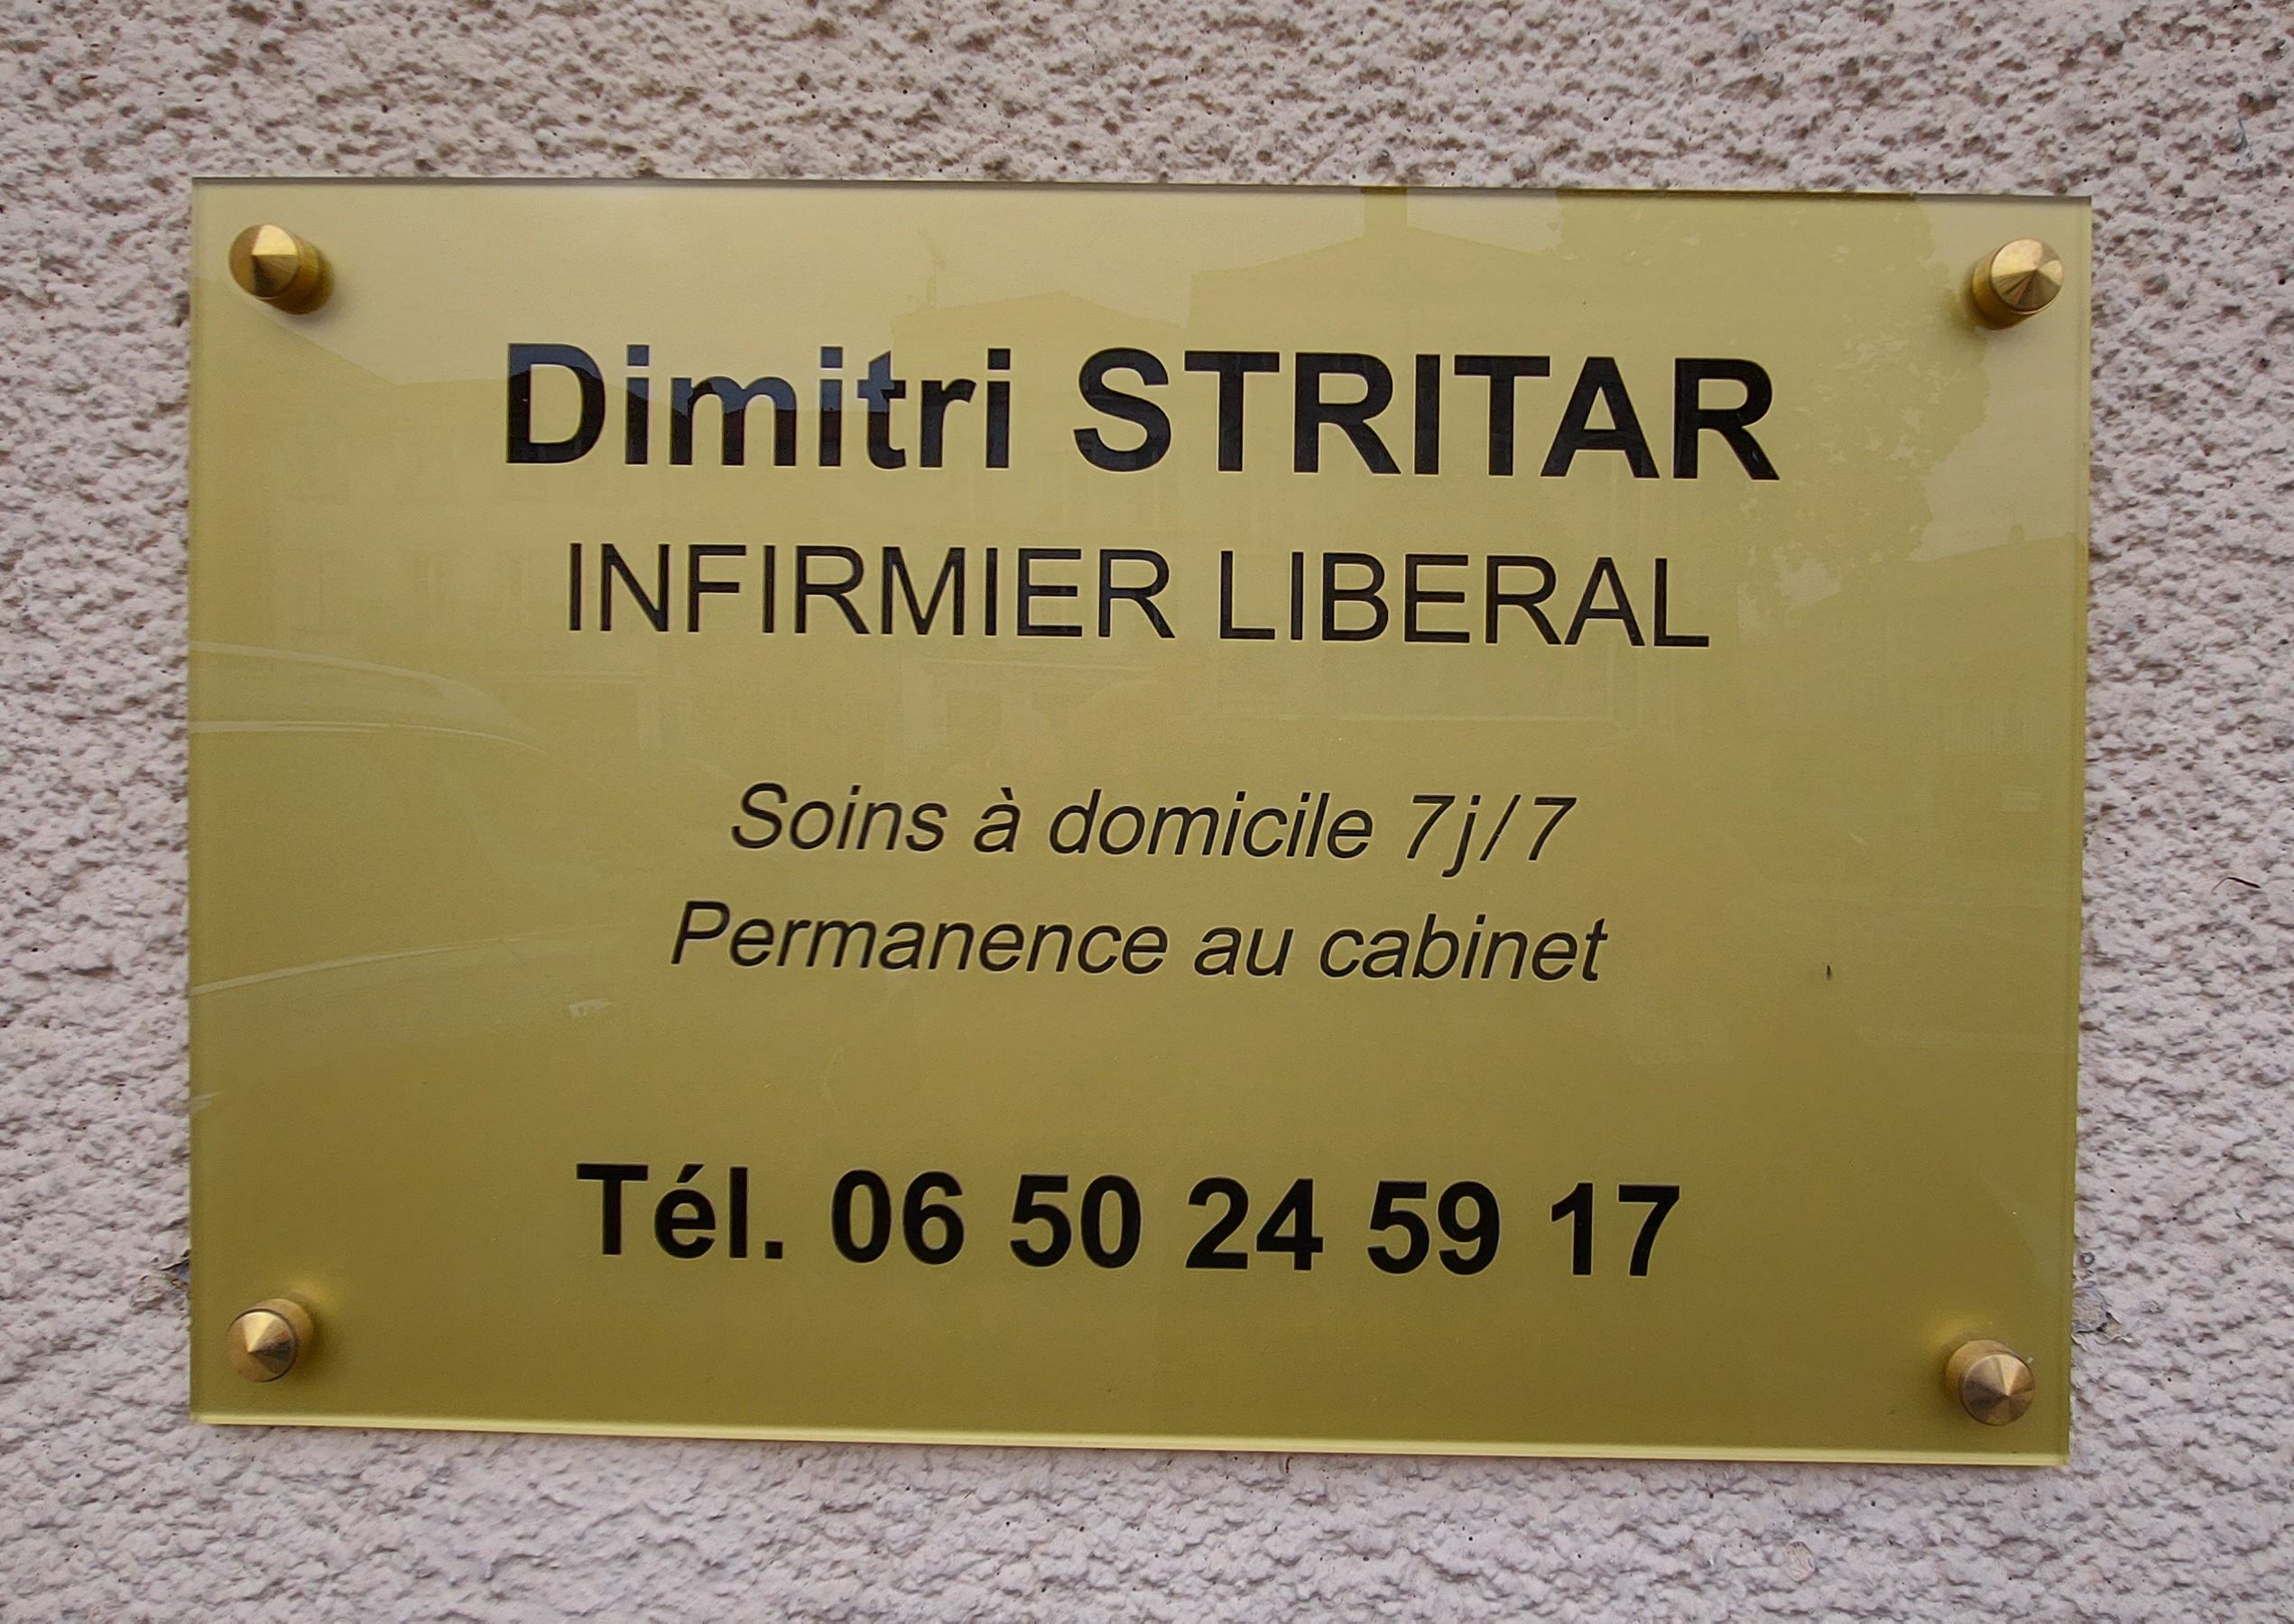 Dimitri STRITAR
INFIRMIER LIBERAL
Soins à domicile 7j/7
Permanence au cabinet
Tél. 06 50 24 59 17